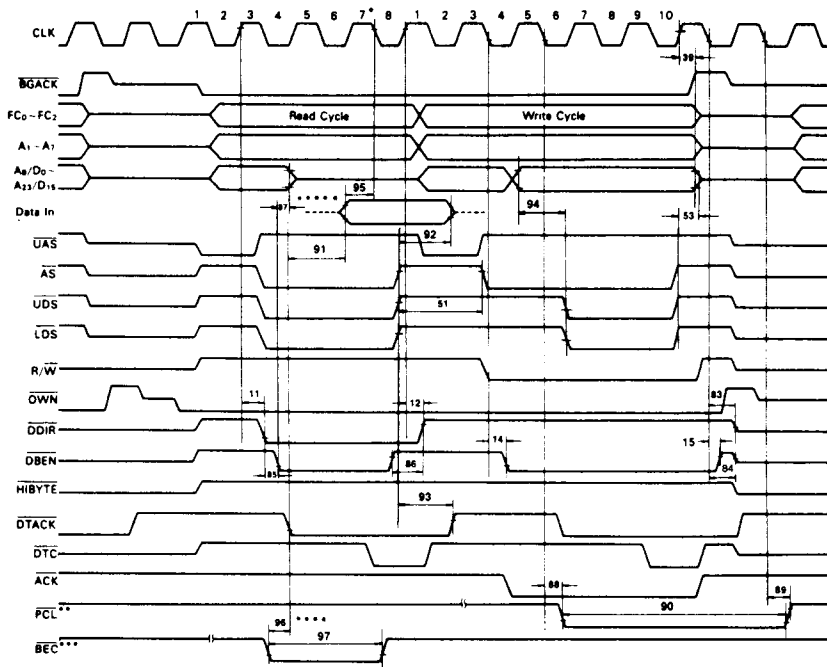 1 2 3 4 5 6 7* 8 1 2 3 4 5 6 7 8 9 10
CLK
39
BGACK
FC0~FC2 Read Cycle Write Cycle
A1~A7
A8/D0~
A23/D15
87 ***** 95
Data In 94 53
91 92
UAS
AS
UDS 51
LDS
R/W
OWN 83
11 12
DDIR
14 15
DBEN 85 86 84
HIBYTE
93
DTACK
DTC
ACK 88 89
PCL** 90
96 ****
97
BEC***